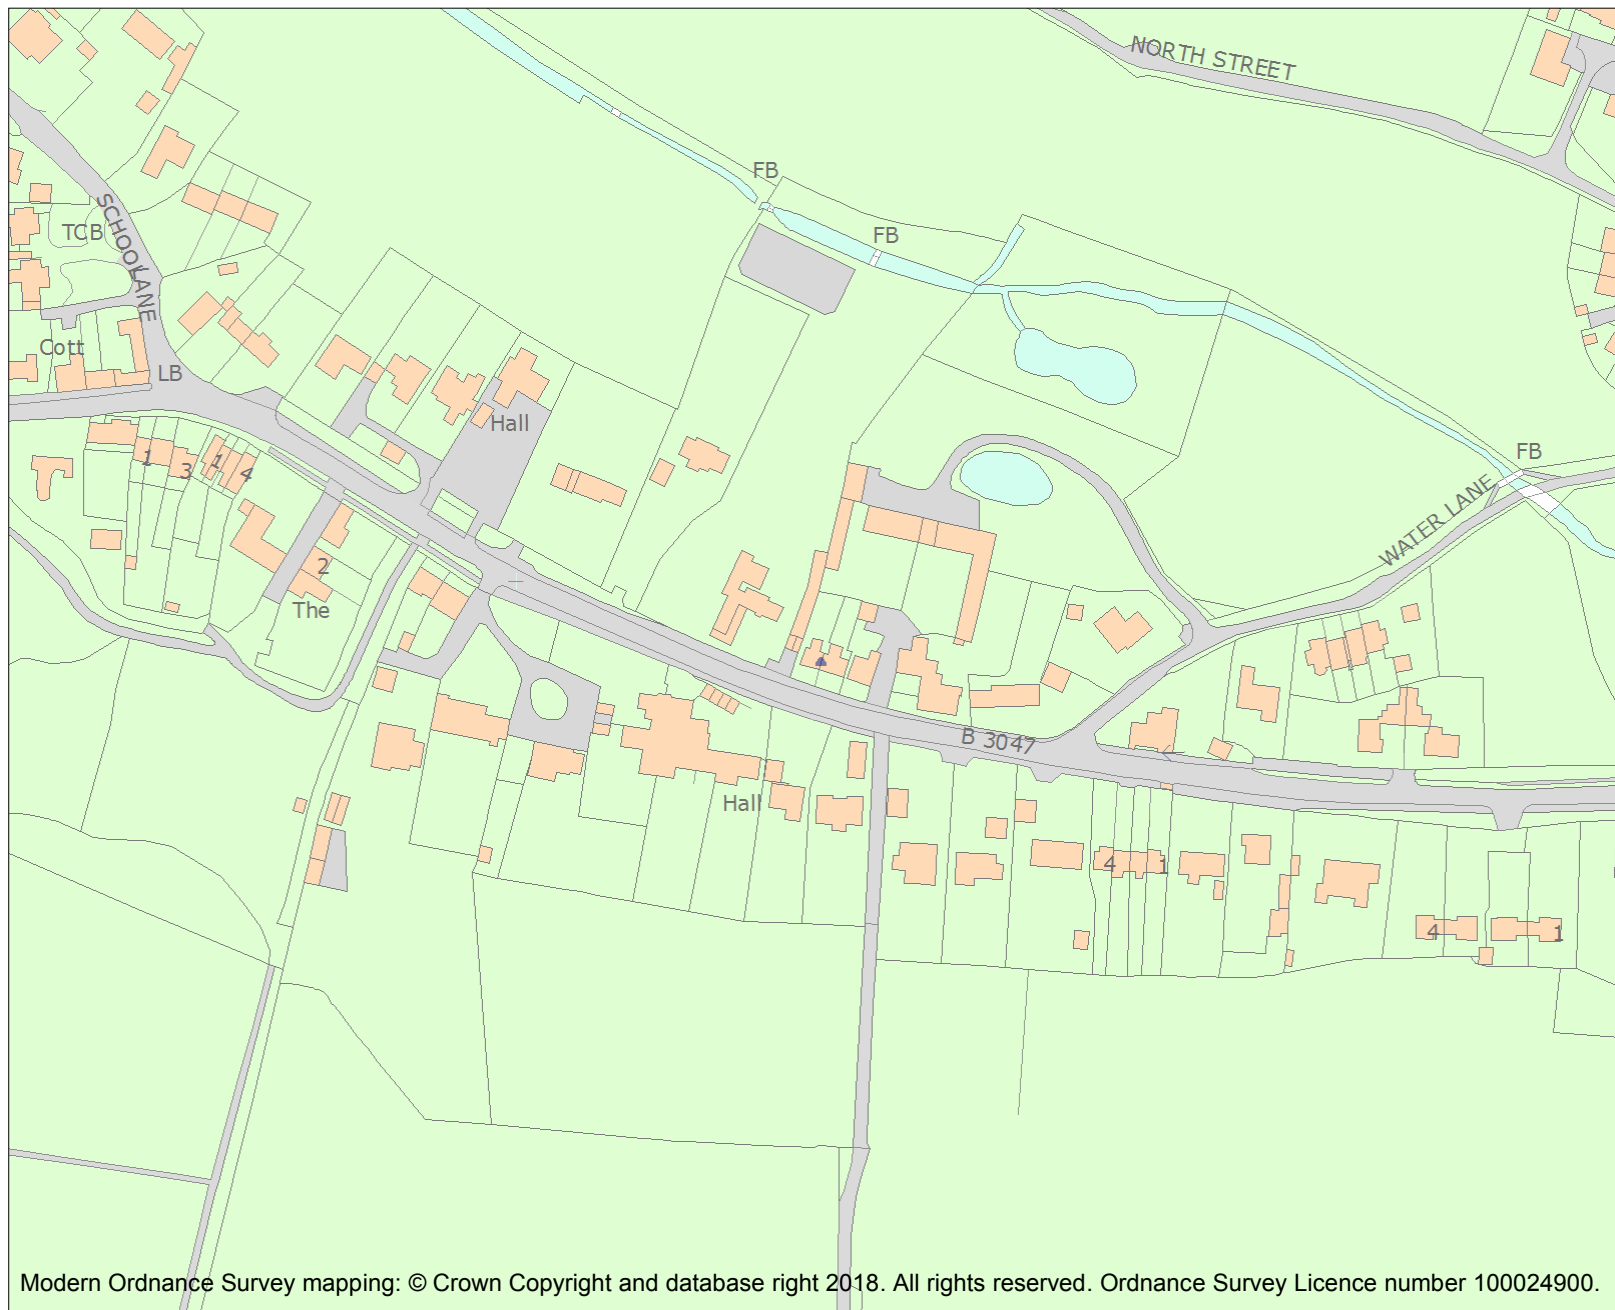 NORTH STREET
FB
SCHOO LANE
TCB
FB
Cott
LB
Hall
FB
1
3
1
4
WATER LANE
2
The
B 3047
Hall
4
1
4
1
Modern Ordnance Survey mapping: © Crown Copyright and database right 2018. All rights reserved. Ordnance Survey Licence number 100024900.